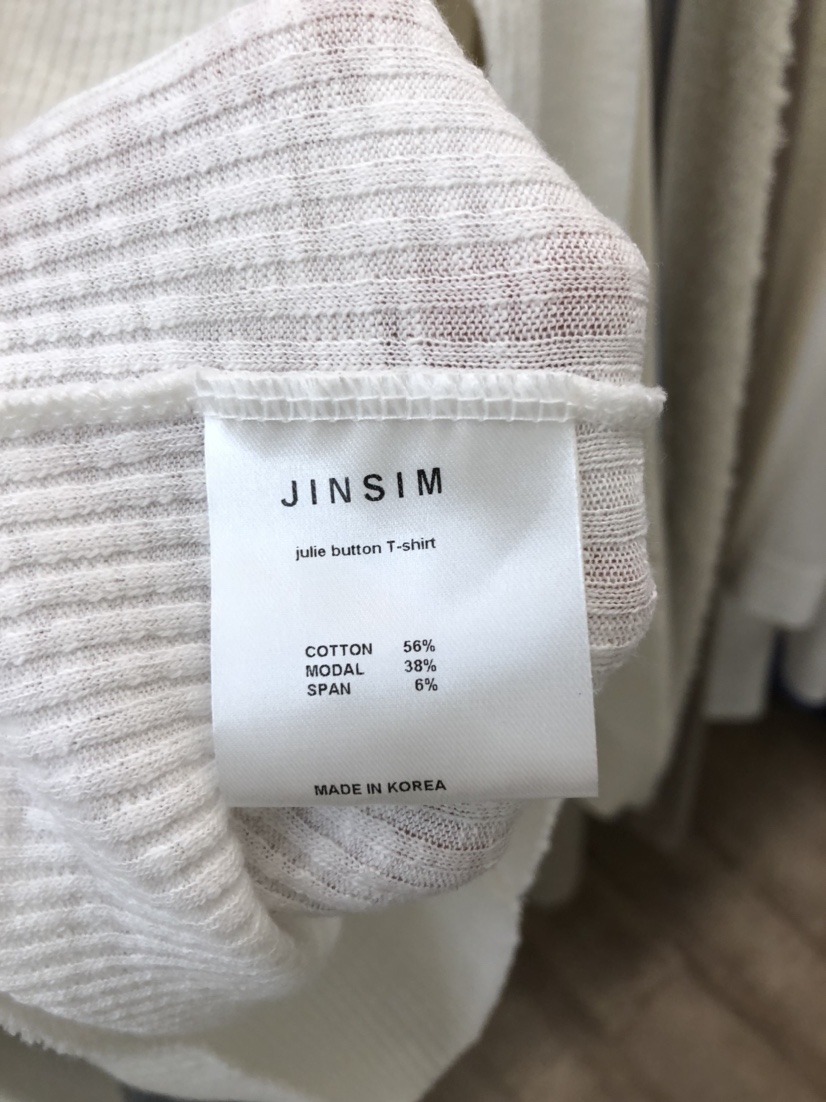 JINSIM
julie button T-shirt
COTTON 56%
MODAL 38%
SPAN 6%
MADE IN KOREA